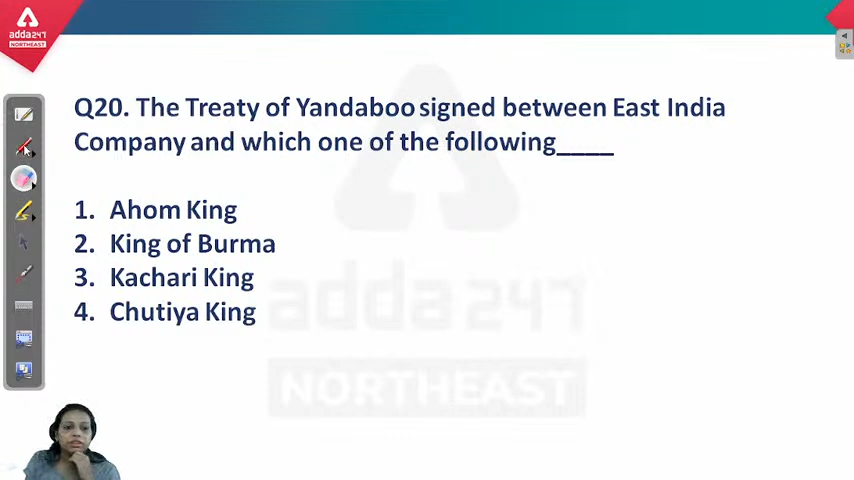 adda247
NORTHEAST
Q20. The Treaty of Yandaboo signed between East India
Company and which one of the following____
1. Ahom King
2. King of Burma
3. Kachari King
4. Chutiya King
adda247
NORTHEAST